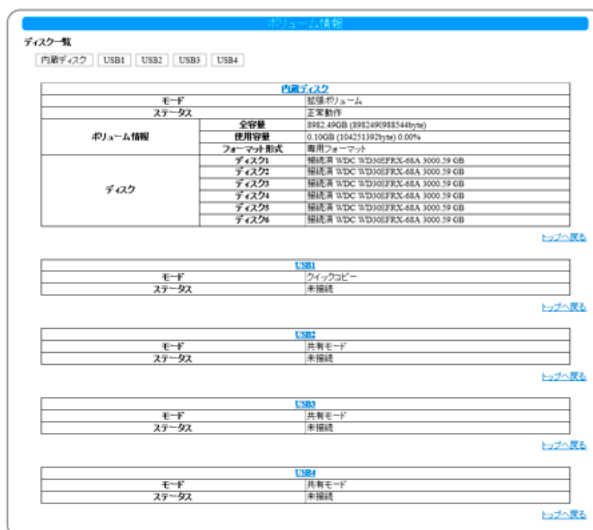 ボリューム情報
ディスク一覧
内蔵ディスク USB1 USB2 USB3 USB4
内蔵ディスク
モード 拡張ボリューム
ステータス 正常動作
ボリューム情報 全容量 8982.49GB (8982490988544byte)
使用容量 0.10GB (104251392byte) 0.00%
フォーマット形式 専用フォーマット
ディスク ディスク1 接続済 WDC WD30EFRX-68A 3000.59 GB
ディスク2 接続済 WDC WD30EFRX-68A 3000.59 GB
ディスク3 接続済 WDC WD30EFRX-68A 3000.59 GB
ディスク4 接続済 WDC WD30EFRX-68A 3000.59 GB
ディスク5 接続済 WDC WD30EFRX-68A 3000.59 GB
ディスク6 接続済 WDC WD30EFRX-68A 3000.59 GB
トップへ戻る
USB1
モード クイックコピー
ステータス 未接続
トップへ戻る
USB2
モード 共有モード
ステータス 未接続
トップへ戻る
USB3
モード 共有モード
ステータス 未接続
トップへ戻る
USB4
モード 共有モード
ステータス 未接続
トップへ戻る